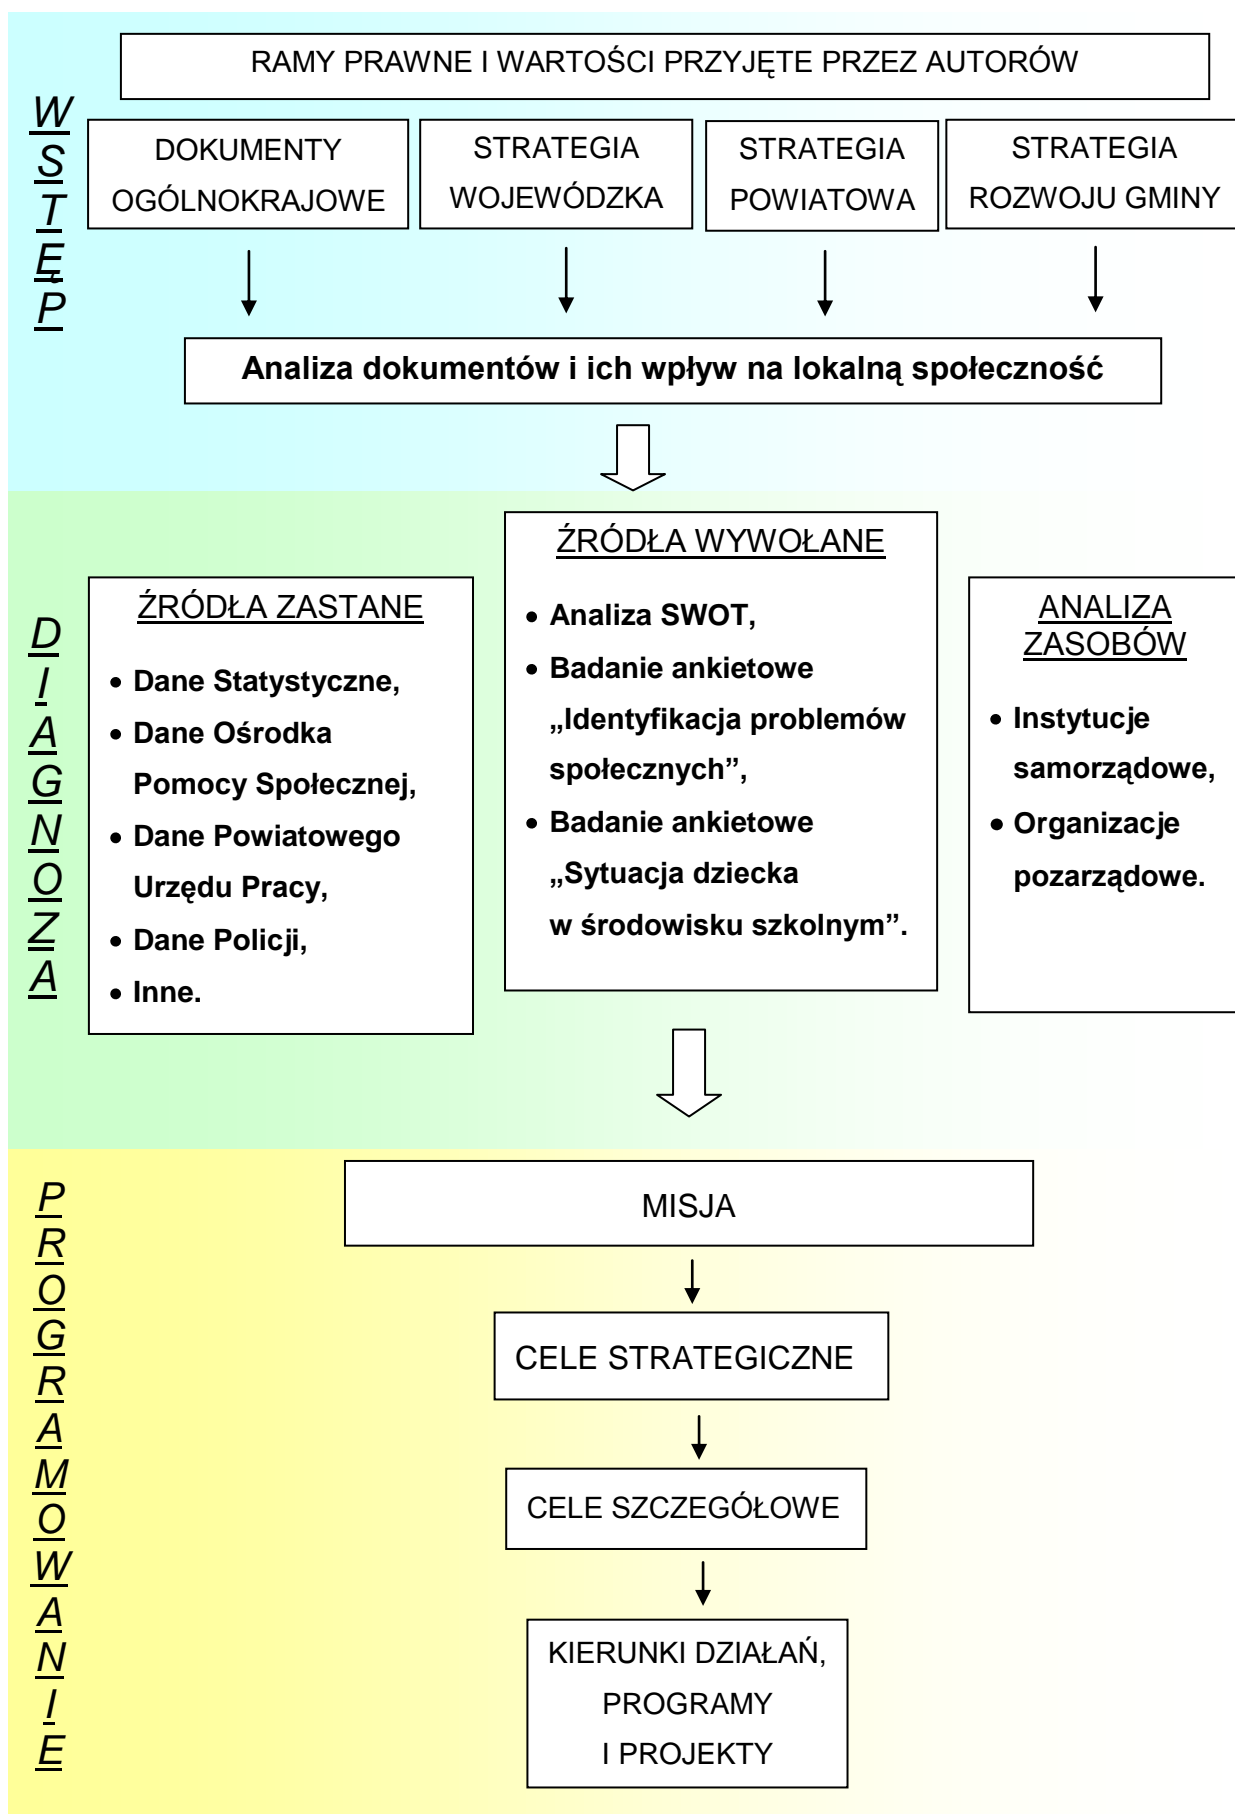 WSTĘP
RAMY PRAWNE I WARTOŚCI PRZYJĘTE PRZEZ AUTORÓW
DOKUMENTY
OGÓLNOKRAJOWE
STRATEGIA
WOJEWÓDZKA
STRATEGIA
POWIATOWA
STRATEGIA
ROZWOJU GMINY
Analiza dokumentów i ich wpływ na lokalną społeczność
DIAGNOZA
ŹRÓDŁA ZASTANE
• Dane Statystyczne,
• Dane Ośrodka
Pomocy Społecznej,
• Dane Powiatowego
Urzędu Pracy,
• Dane Policji,
• Inne.
ŹRÓDŁA WYWOŁANE
• Analiza SWOT,
• Badanie ankietowe
„Identyfikacja problemów
społecznych”,
• Badanie ankietowe
„Sytuacja dziecka
w środowisku szkolnym”.
ANALIZA
ZASOBÓW
• Instytucje
samorządowe,
• Organizacje
pozarządowe.
PROGRAMOWANIE
MISJA
CELE STRATEGICZNE
CELE SZCZEGÓŁOWE
KIERUNKI DZIAŁAŃ,
PROGRAMY
I PROJEKTY